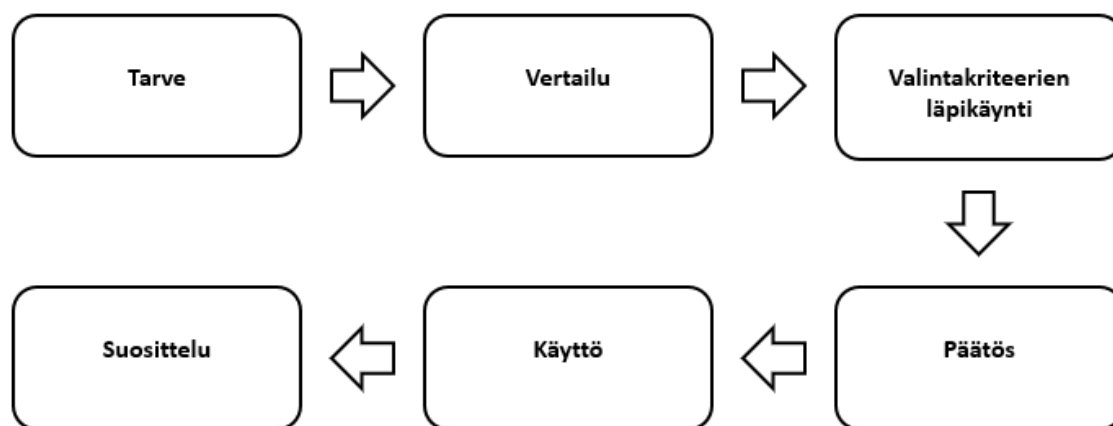 Tarve
Vertailu
Valintakriteerien
läpikäynti
Päätös
Käyttö
Suosittelu